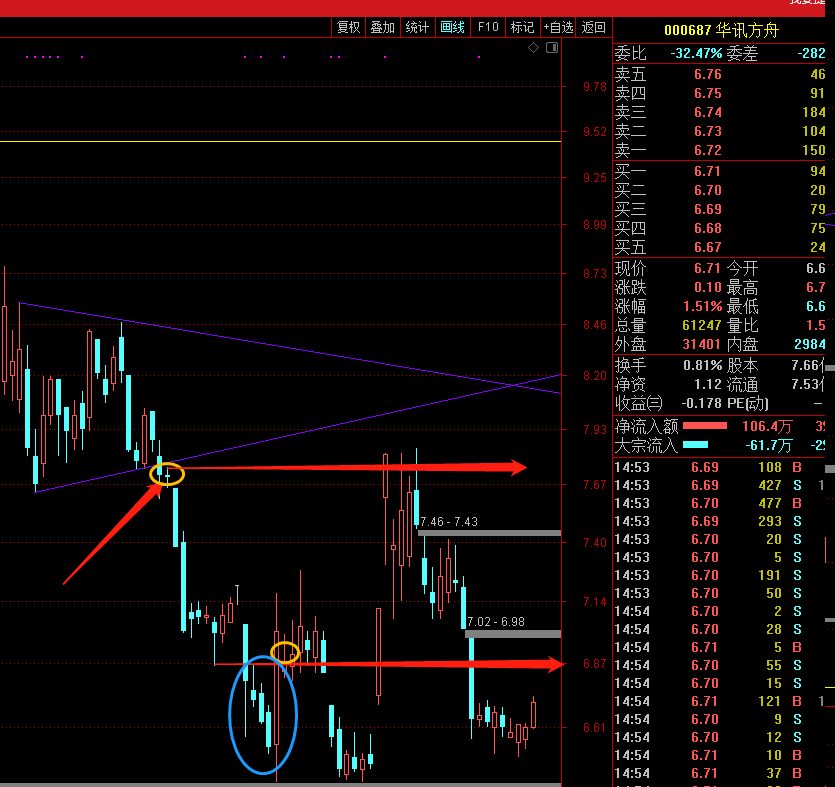 复权 叠加 统计 画线 F10 标记 +自选 返回
000687 华讯方舟
委比 -32.47% 委差 -282
卖五 6.76 46
卖四 6.75 91
卖三 6.74 184
卖二 6.73 104
卖一 6.72 150
买一 6.71 94
买二 6.70 20
买三 6.69 79
买四 6.68 75
买五 6.67 24
现价 6.71 今开 6.6
涨跌 0.10 最高 6.7
涨幅 1.51% 最低 6.6
总量 61247 量比 1.5
外盘 31401 内盘 2984
换手 0.81% 股本 7.66亿
净资 1.12 流通 7.53亿
收益㈢ -0.178 PE(动) —
净流入额 106.4万
大宗流入 -61.7万
14:53 6.69 108 B
14:53 6.69 427 S 1
14:53 6.70 477 B
14:53 6.69 293 S
14:53 6.70 20 S
14:53 6.70 5 S
14:53 6.70 191 S
14:53 6.70 50 S
14:54 6.70 2 S
14:54 6.70 28 S
14:54 6.71 5 B
14:54 6.70 55 S
14:54 6.70 15 S
14:54 6.71 121 B 1
14:54 6.70 9 S
14:54 6.70 12 S
14:54 6.71 10 B
14:54 6.71 37 B
9.78
9.52
9.25
8.99
8.73
8.46
8.20
7.93
7.67
7.40
7.14
6.87
6.61
7.46 - 7.43
7.02 - 6.98